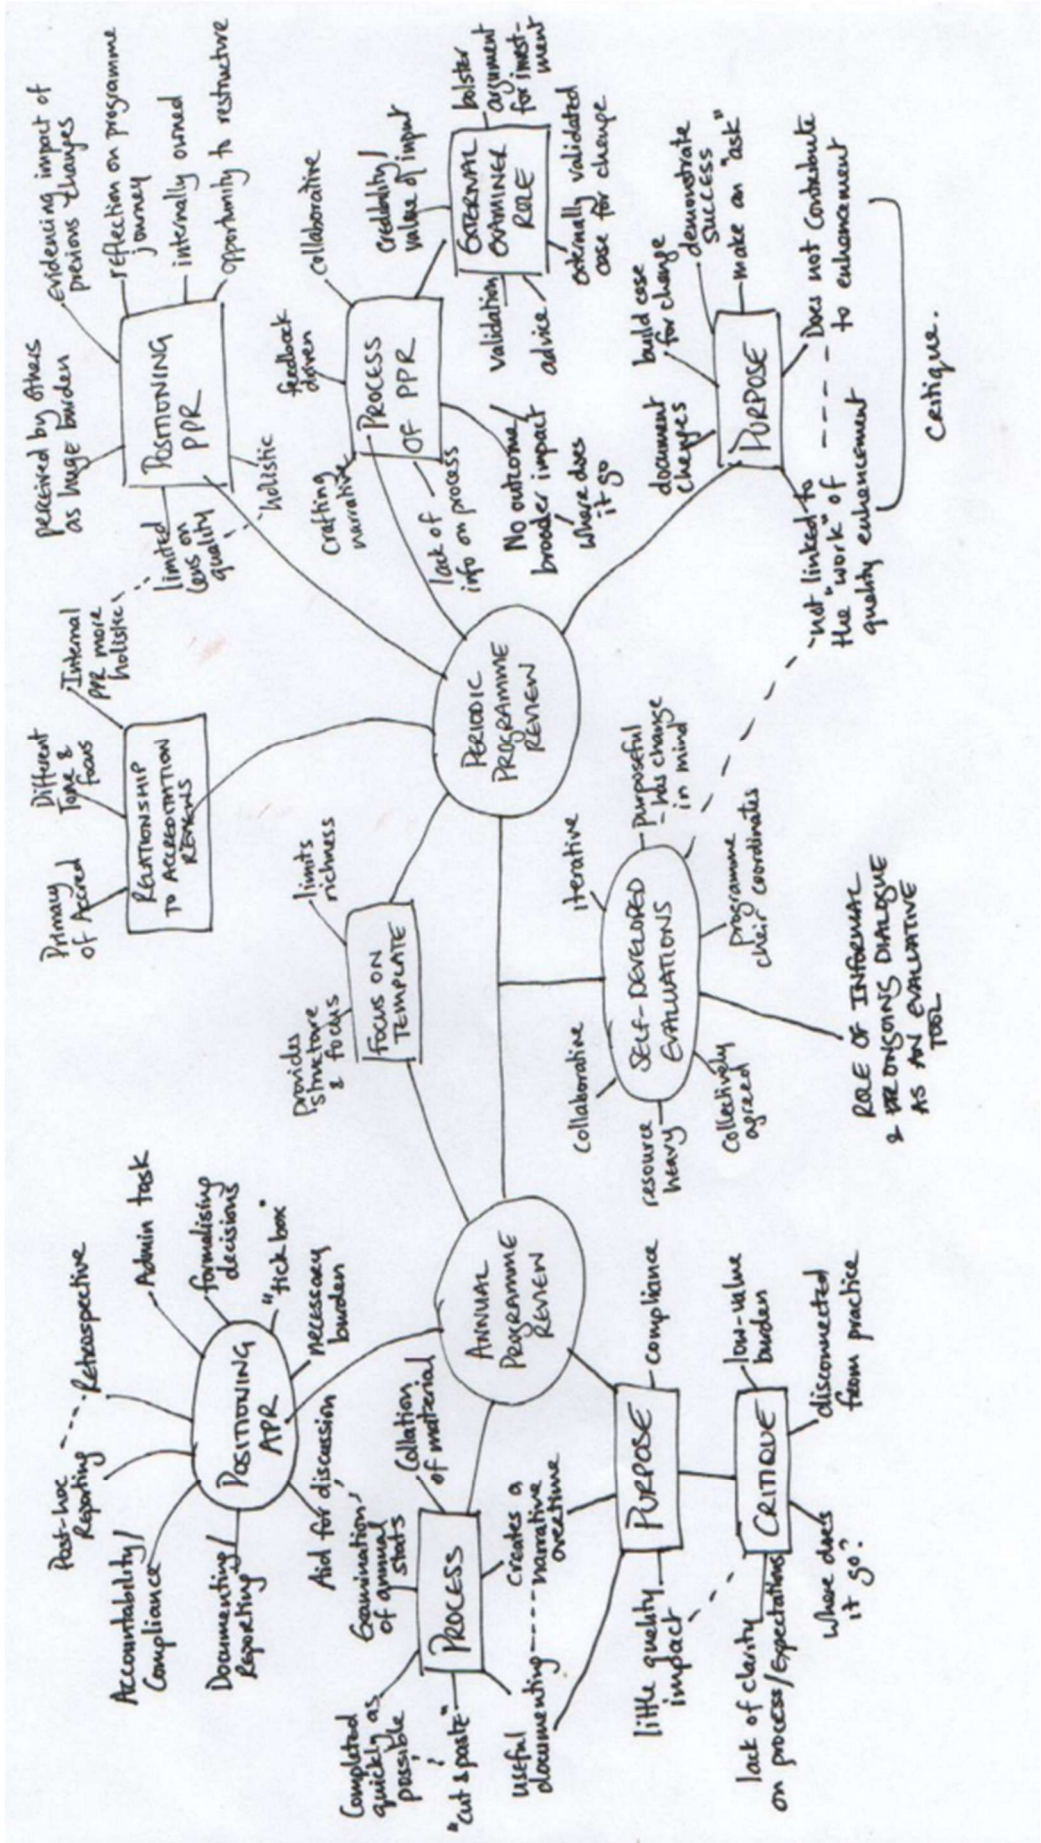 Post-hoc
Reporting
Retrospective
Admin task
Accountability/
Compliance
formalising
decisions
Documenting/
Reporting
POSITIONING
APR
"tick box"
necessary
burden
Aid for discussion
Examination
of annual
stats
Collation
of material
Completed
quickly as
possible
"cut & paste"
PROCESS
Creates a
narrative
overtime
useful
documenting
ANNUAL
PROGRAMME
REVIEW
PURPOSE
compliance
little quality
impact
CRITIQUE
low-value
burden
disconnected
from practice
lack of clarity
on process/Expectations
Where does
it go?
Provides
structure
& focus
limits
richness
FOCUS ON
TEMPLATE
Collaborative
iterative
SELF-DEVELOPED
EVALUATIONS
purposeful
- has change
in mind
resource
heavy
Collectively
agreed
programme
chair coordinates
ROLE OF INFORMAL
& ONGOING DIALOGUE
AS AN EVALUATIVE
TOOL
Primary
of Accred
Different
Tone &
focus
Internal
PPR more
holistic
RELATIONSHIP
TO ACCREDITATION
PERIODIC
PROGRAMME
REVIEW
perceived by others
as huge burden
evidencing impact of
previous changes
reflection on programme
journey
internally owned
opportunity to restructure
POSITIONING
PPR
limited
lens on
quality
holistic
Crafting
narrative
feedback
driven
collaborative
PROCESS
OF PPR
lack of
info on process
No outcome/
broader impact
Where does
it go
Credibility/
value of input
bolster
argument
for invest-
ment
EXTERNAL
EXAMINER
ROLE
validation
advice
externally validated
case for change
document
changes
build case
for change
demonstrate
success
make an "ask"
PURPOSE
not linked to
the "work" of
quality enhancement
Does not contribute
to enhancement
Critique.